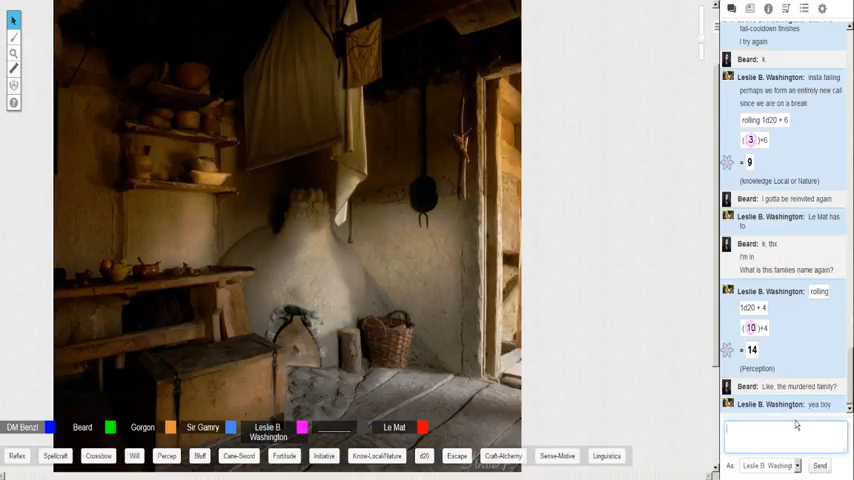 Leslie B. Washington:
fail-cooldown finishes
I try again
Beard: k
Leslie B. Washington: insta failing
perhaps we form an entirely new call
since we are on a break
rolling 1d20 + 6
(3)+6
= 9
(knowledge Local or Nature)
Beard: I gotta be reinvited again
Leslie B. Washington: Le Mat has
to
Beard: k, thx
I'm in
What is this families name again?
Leslie B. Washington: rolling
1d20 + 4
(10)+4
= 14
(Perception)
Beard: Like, the murdered family?
Leslie B. Washington: yea boy
DM Benzl Beard Gorgon Sir Gamry Leslie B. Washington ________ Le Mat
Reflex Spellcraft Crossbow Will Percep Bluff Cane-Sword Fortitude Initiative Know-Local/Nature d20 Escape Craft-Alchemy Sense-Motive Linguistics
As: Leslie B. Washingt Send